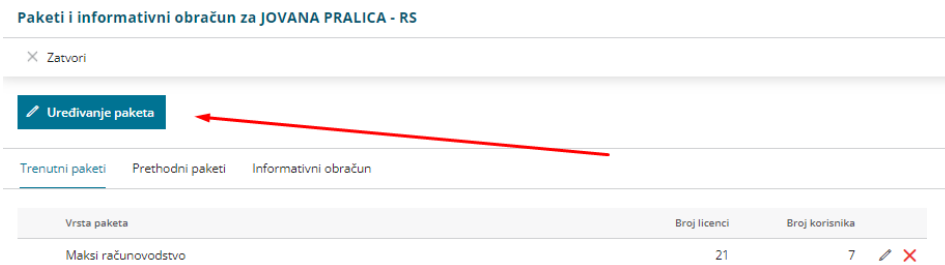 Paketi i informativni obračun za JOVANA PRALICA - RS
Zatvori
Uređivanje paketa
Trenutni paketi Prethodni paketi Informativni obračun
Vrsta paketa Broj licenci Broj korisnika
Maksi računovodstvo 21 7